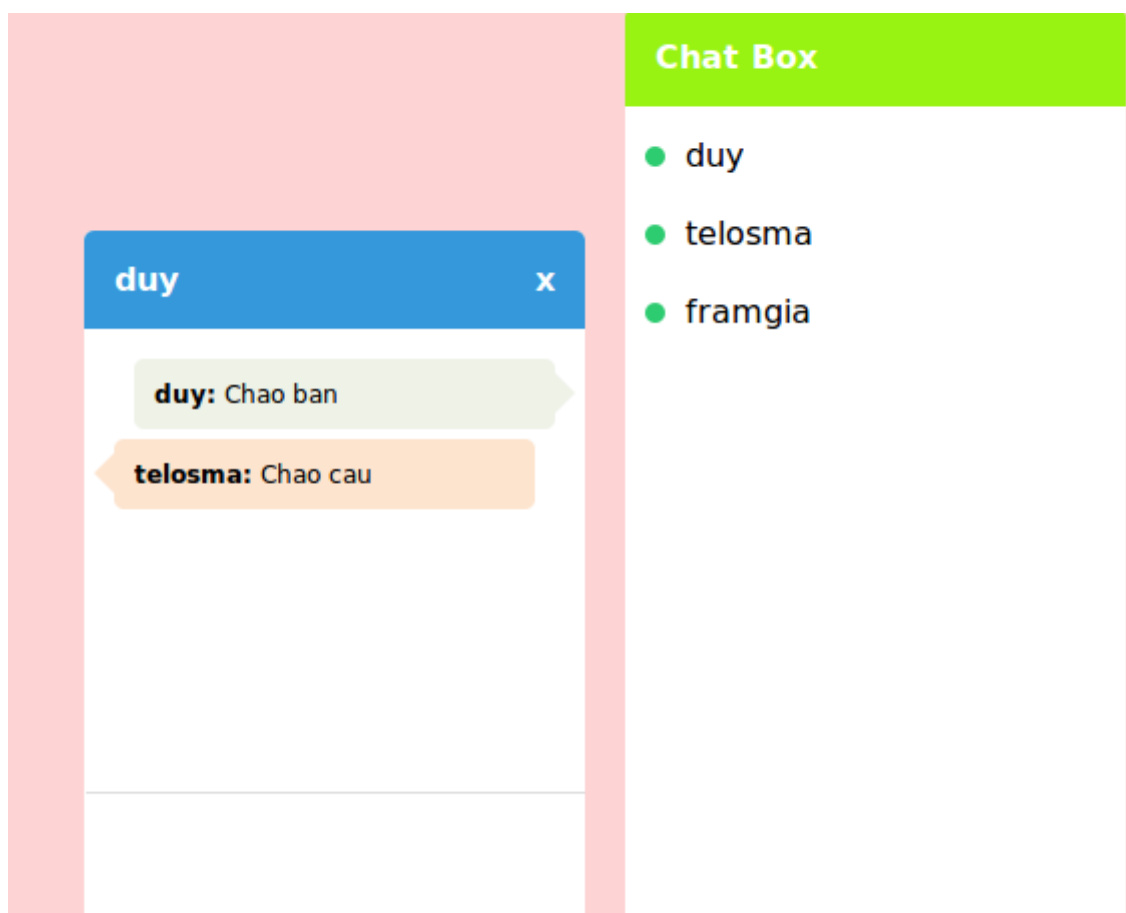 Chat Box
duy
telosma
framgia
duy x
duy: Chao ban
telosma: Chao cau